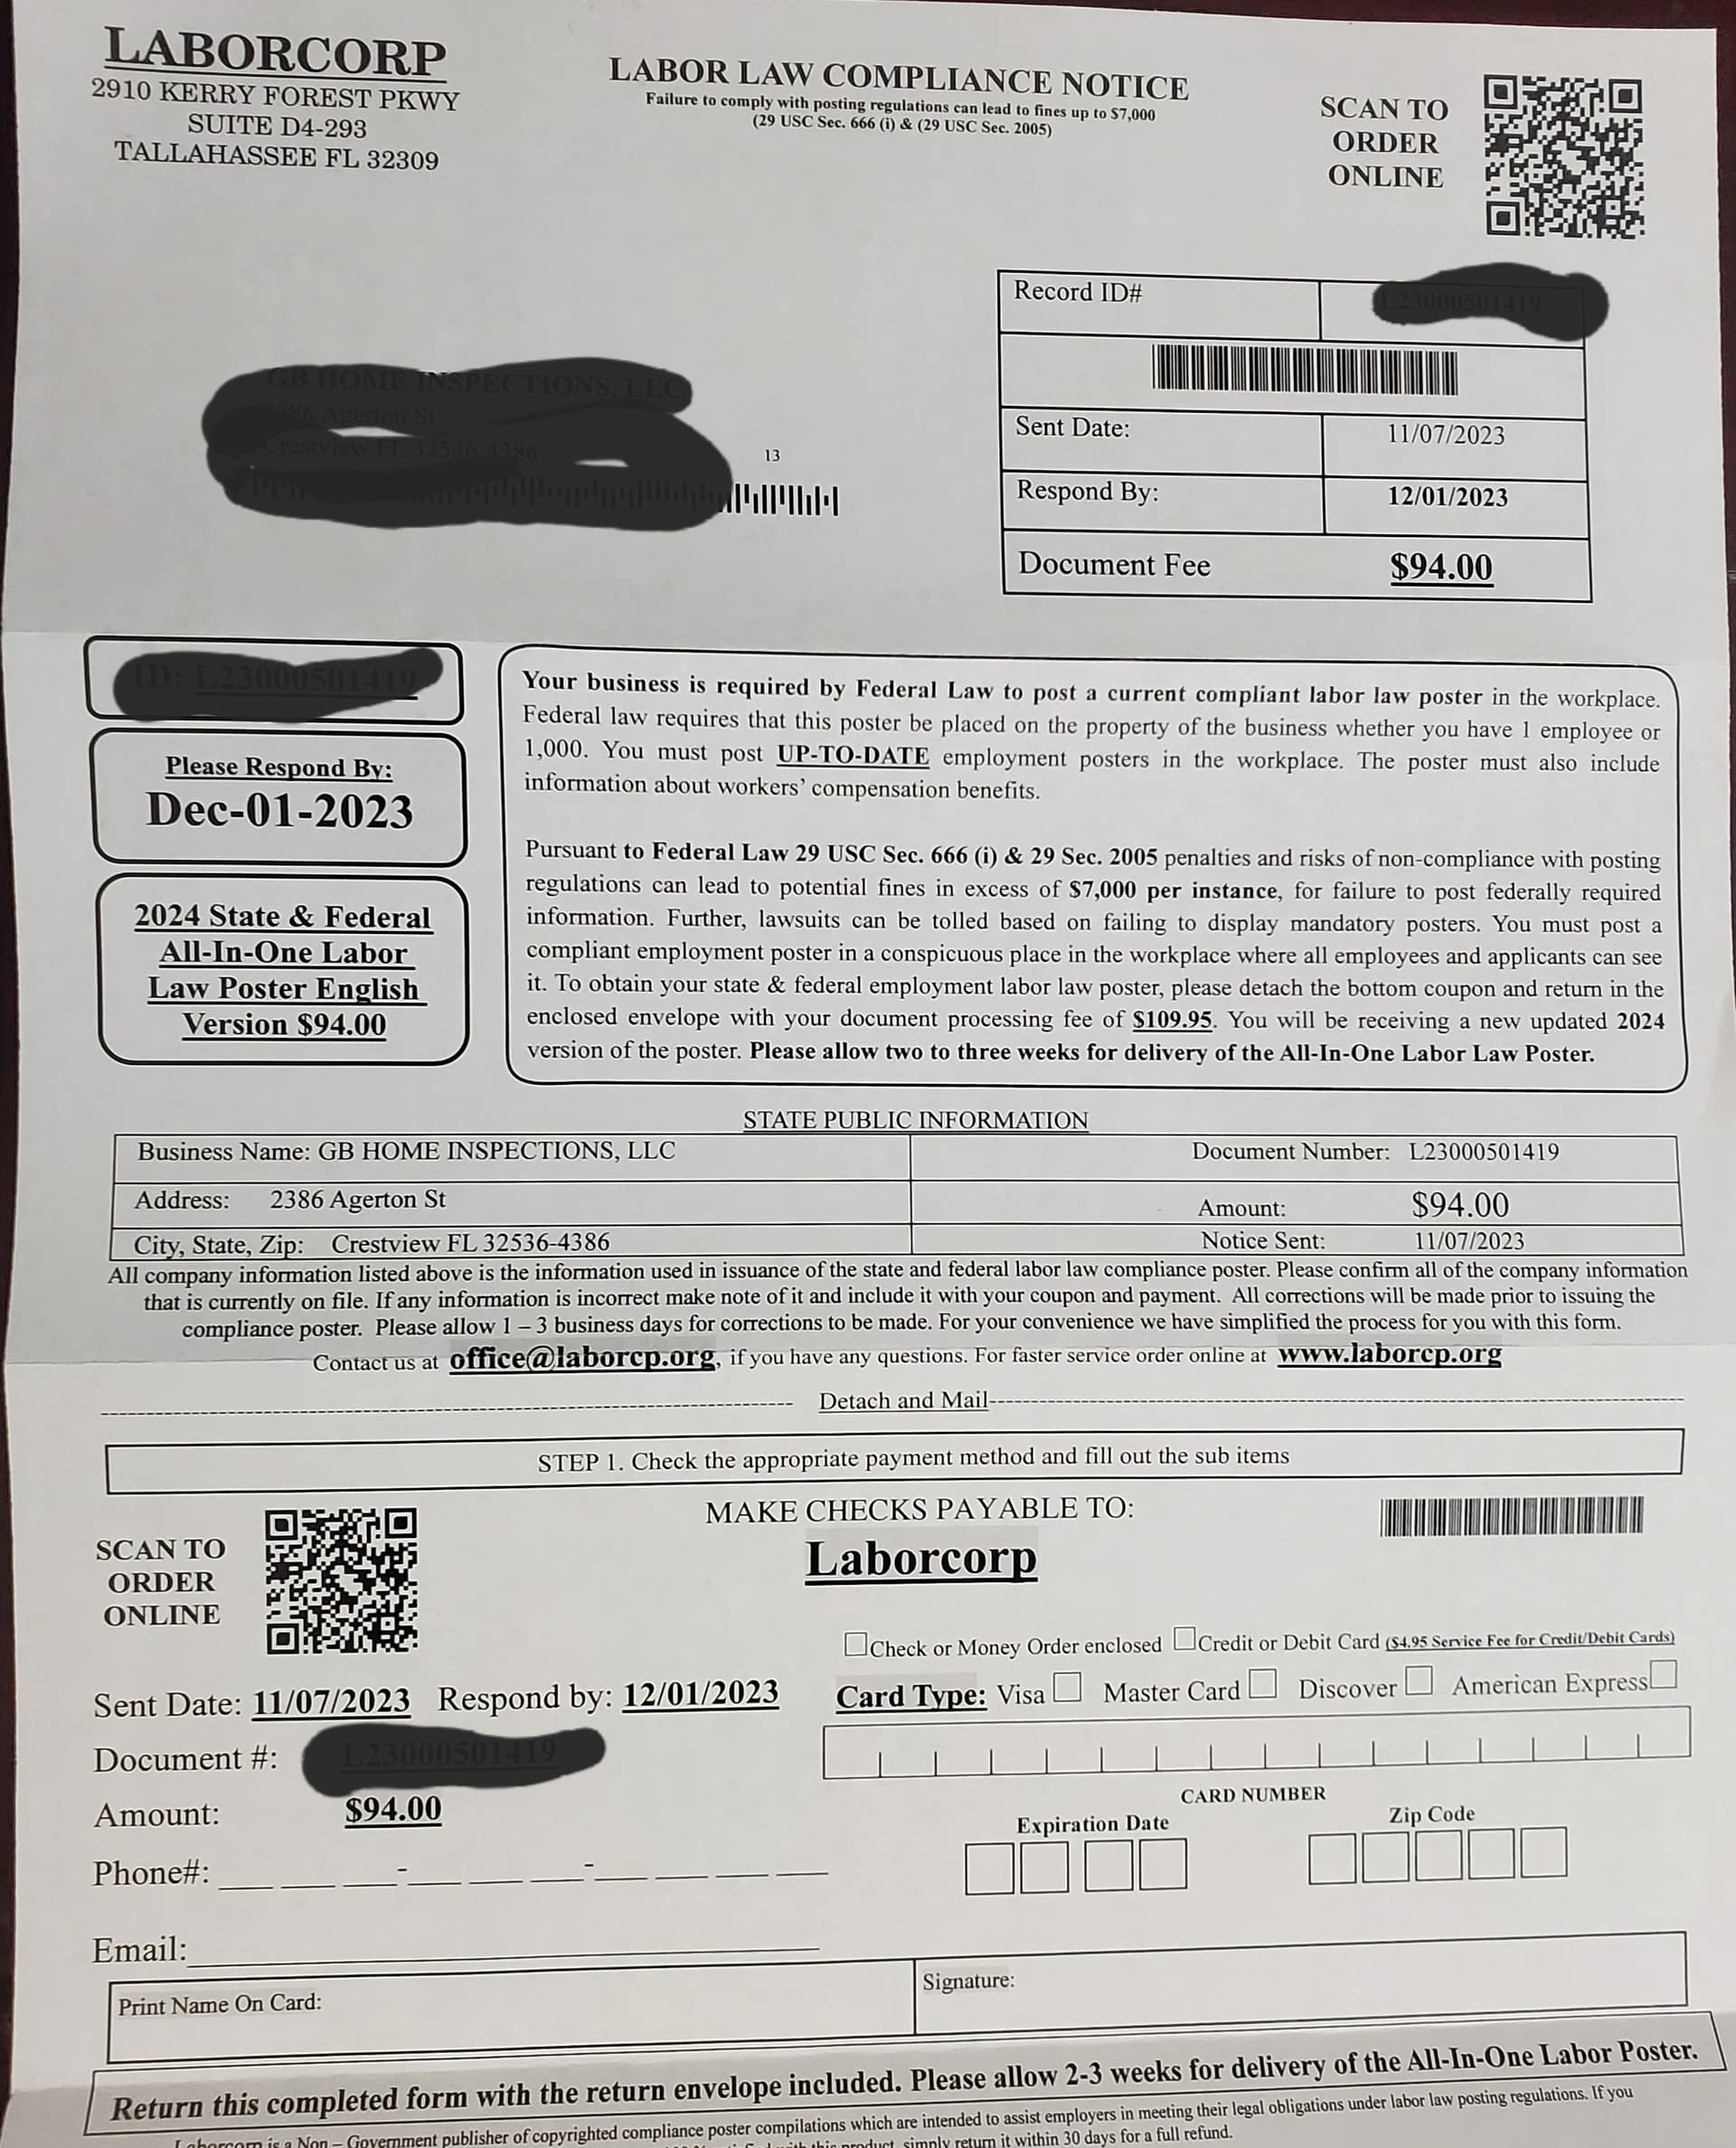 LABORCORP
2910 KERRY FOREST PKWY
SUITE D4-293
TALLAHASSEE FL 32309
LABOR LAW COMPLIANCE NOTICE
Failure to comply with posting regulations can lead to fines up to $7,000
(29 USC Sec. 666 (i) & (29 USC Sec. 2005)
SCAN TO
ORDER
ONLINE
Record ID#
Sent Date: 11/07/2023
Respond By: 12/01/2023
Document Fee $94.00
13
Please Respond By:
Dec-01-2023
2024 State & Federal
All-In-One Labor
Law Poster English
Version $94.00
Your business is required by Federal Law to post a current compliant labor law poster in the workplace.
Federal law requires that this poster be placed on the property of the business whether you have 1 employee or
1,000. You must post UP-TO-DATE employment posters in the workplace. The poster must also include
information about workers’ compensation benefits.
Pursuant to Federal Law 29 USC Sec. 666 (i) & 29 Sec. 2005 penalties and risks of non-compliance with posting
regulations can lead to potential fines in excess of $7,000 per instance, for failure to post federally required
information. Further, lawsuits can be tolled based on failing to display mandatory posters. You must post a
compliant employment poster in a conspicuous place in the workplace where all employees and applicants can see
it. To obtain your state & federal employment labor law poster, please detach the bottom coupon and return in the
enclosed envelope with your document processing fee of $109.95. You will be receiving a new updated 2024
version of the poster. Please allow two to three weeks for delivery of the All-In-One Labor Law Poster.
STATE PUBLIC INFORMATION
Business Name: GB HOME INSPECTIONS, LLC Document Number: L23000501419
Address: 2386 Agerton St Amount: $94.00
City, State, Zip: Crestview FL 32536-4386 Notice Sent: 11/07/2023
All company information listed above is the information used in issuance of the state and federal labor law compliance poster. Please confirm all of the company information
that is currently on file. If any information is incorrect make note of it and include it with your coupon and payment. All corrections will be made prior to issuing the
compliance poster. Please allow 1 – 3 business days for corrections to be made. For your convenience we have simplified the process for you with this form.
Contact us at office@laborcp.org, if you have any questions. For faster service order online at www.laborcp.org
Detach and Mail
STEP 1. Check the appropriate payment method and fill out the sub items
SCAN TO
ORDER
ONLINE
MAKE CHECKS PAYABLE TO:
Laborcorp
Check or Money Order enclosed Credit or Debit Card ($4.95 Service Fee for Credit/Debit Cards)
Card Type: Visa Master Card Discover American Express
CARD NUMBER
Expiration Date Zip Code
Sent Date: 11/07/2023 Respond by: 12/01/2023
Document #:
Amount: $94.00
Phone#:
Email:
Print Name On Card:
Signature:
Return this completed form with the return envelope included. Please allow 2-3 weeks for delivery of the All-In-One Labor Poster.
Laborcorp is a Non – Government publisher of copyrighted compliance poster compilations which are intended to assist employers in meeting their legal obligations under labor law posting regulations. If you
with this product, simply return it within 30 days for a full refund.